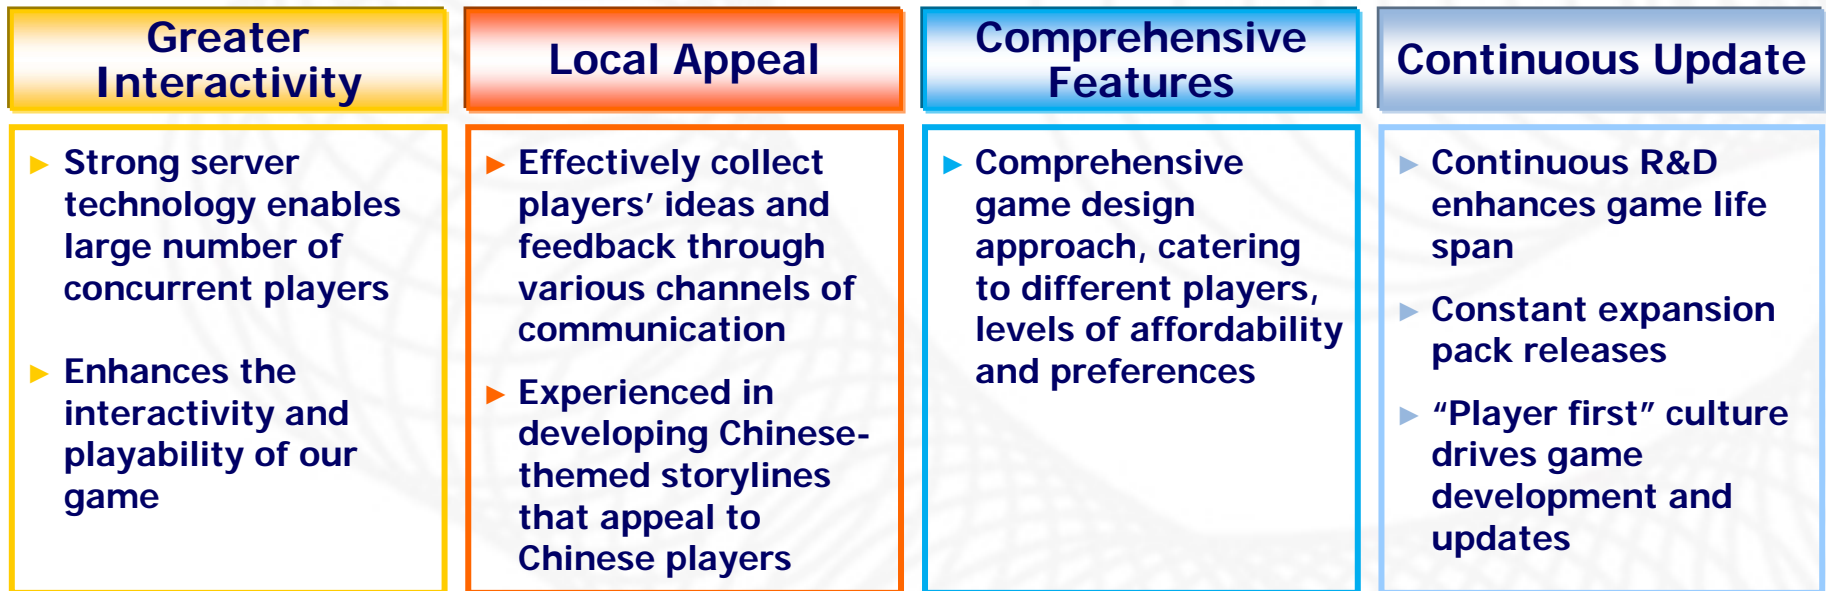 Greater
Interactivity
► Strong server
technology enables
large number of
concurrent players
► Enhances the
interactivity and
playability of our
game
Local Appeal
► Effectively collect
players’ ideas and
feedback through
various channels of
communication
► Experienced in
developing Chinese-
themed storylines
that appeal to
Chinese players
Comprehensive
Features
► Comprehensive
game design
approach, catering
to different players,
levels of affordability
and preferences
Continuous Update
► Continuous R&D
enhances game life
span
► Constant expansion
pack releases
► “Player first” culture
drives game
development and
updates